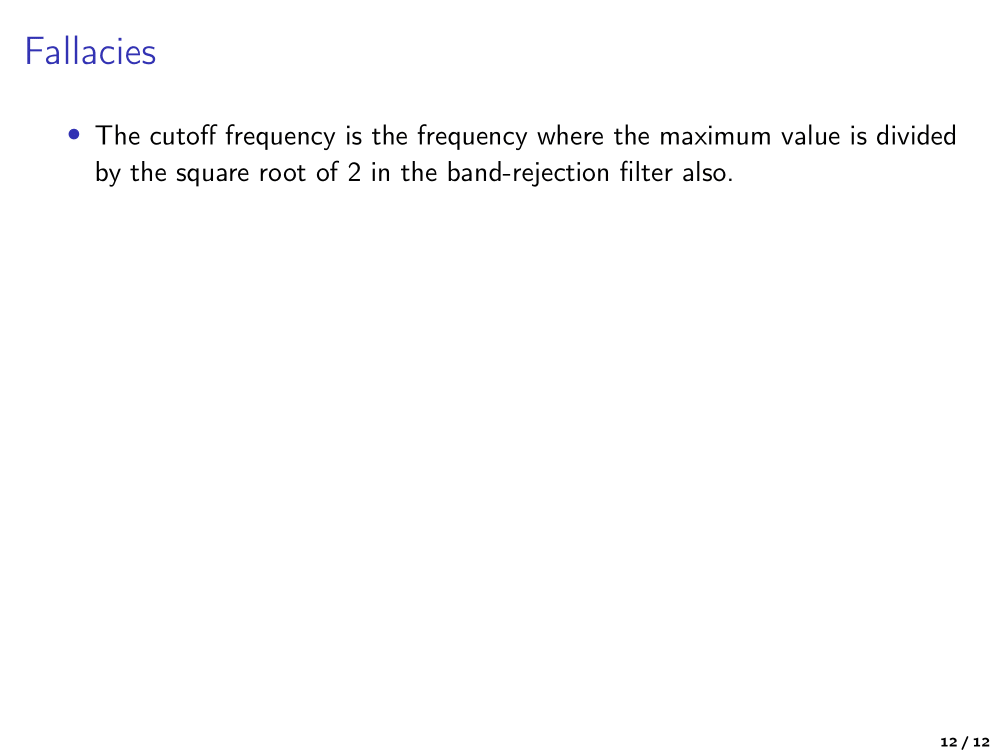 Fallacies
• The cutoff frequency is the frequency where the maximum value is divided
by the square root of 2 in the band-rejection filter also.
12 / 12